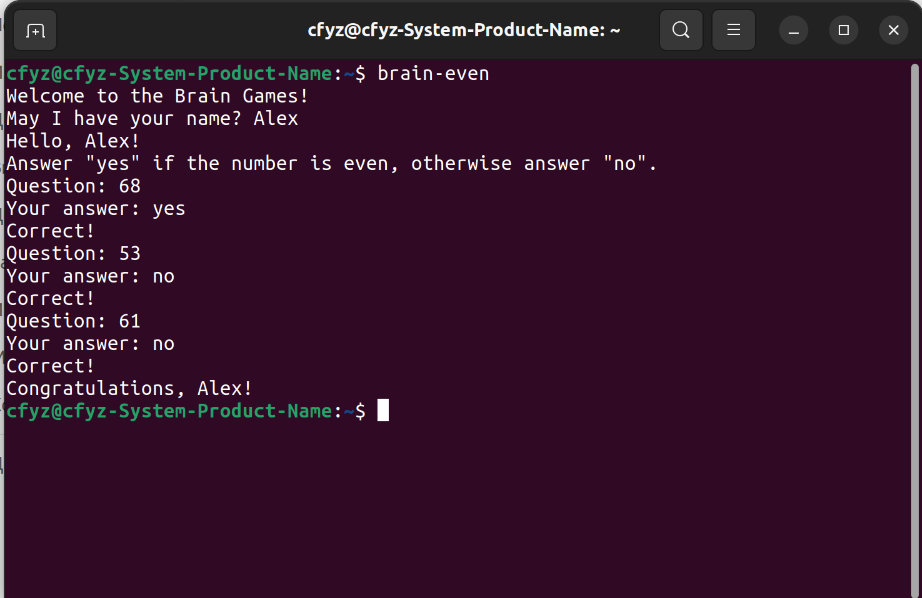 cfyz@cfyz-System-Product-Name: ~
cfyz@cfyz-System-Product-Name:~$ brain-even
Welcome to the Brain Games!
May I have your name? Alex
Hello, Alex!
Answer "yes" if the number is even, otherwise answer "no".
Question: 68
Your answer: yes
Correct!
Question: 53
Your answer: no
Correct!
Question: 61
Your answer: no
Correct!
Congratulations, Alex!
cfyz@cfyz-System-Product-Name:~$